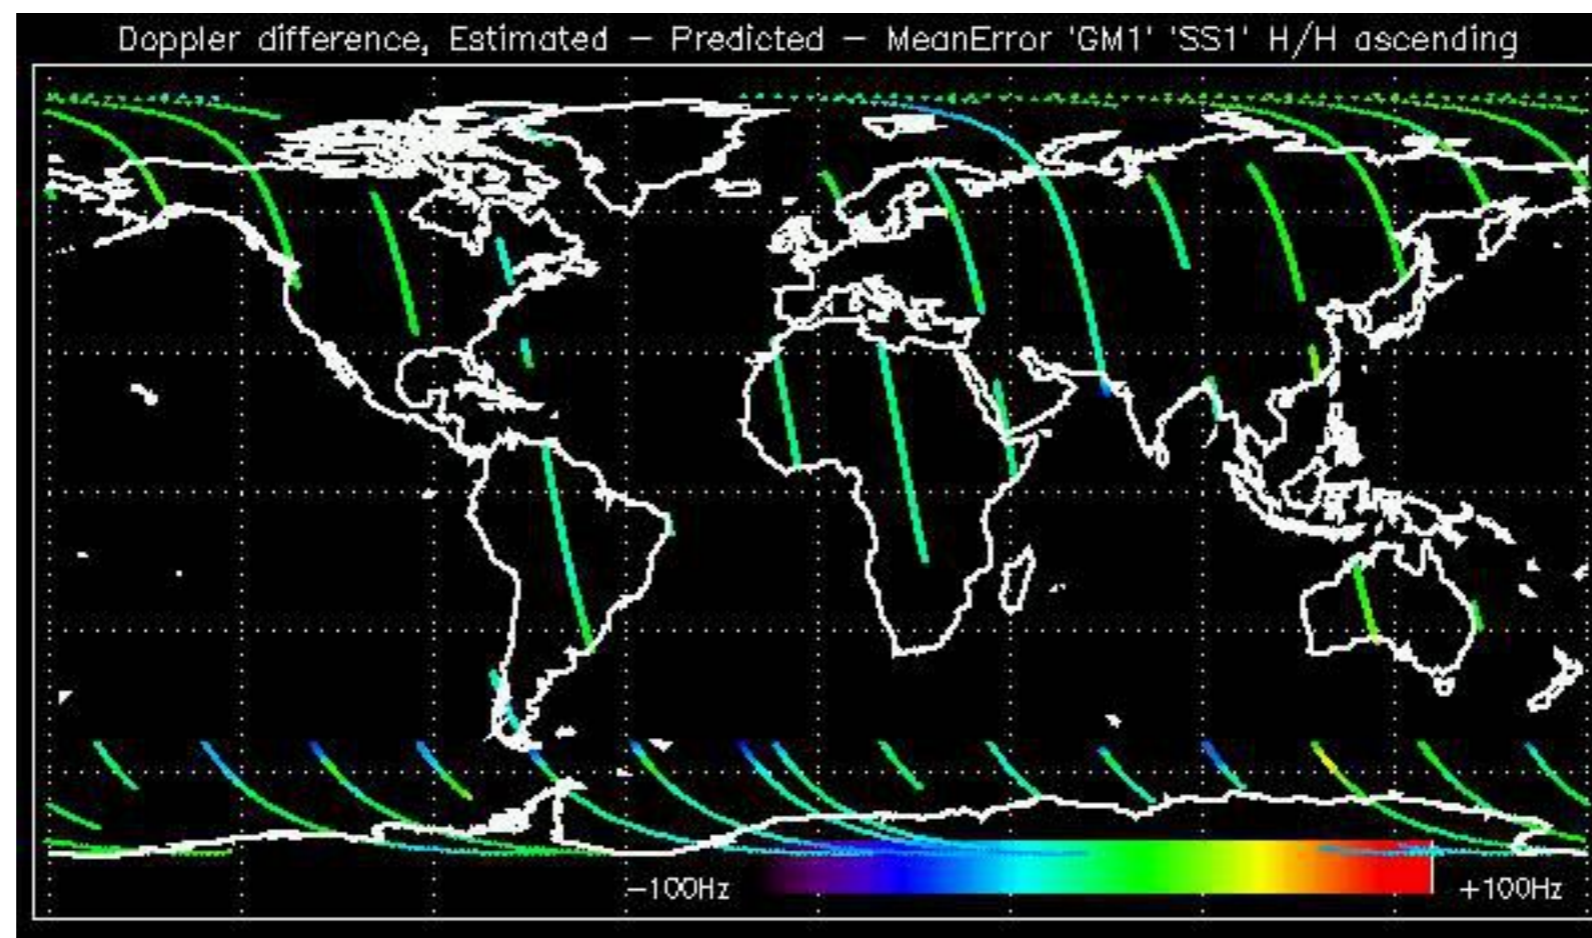 Doppler difference, Estimated − Predicted − MeanError 'GM1' 'SS1' H/H ascending
−100Hz
+100Hz